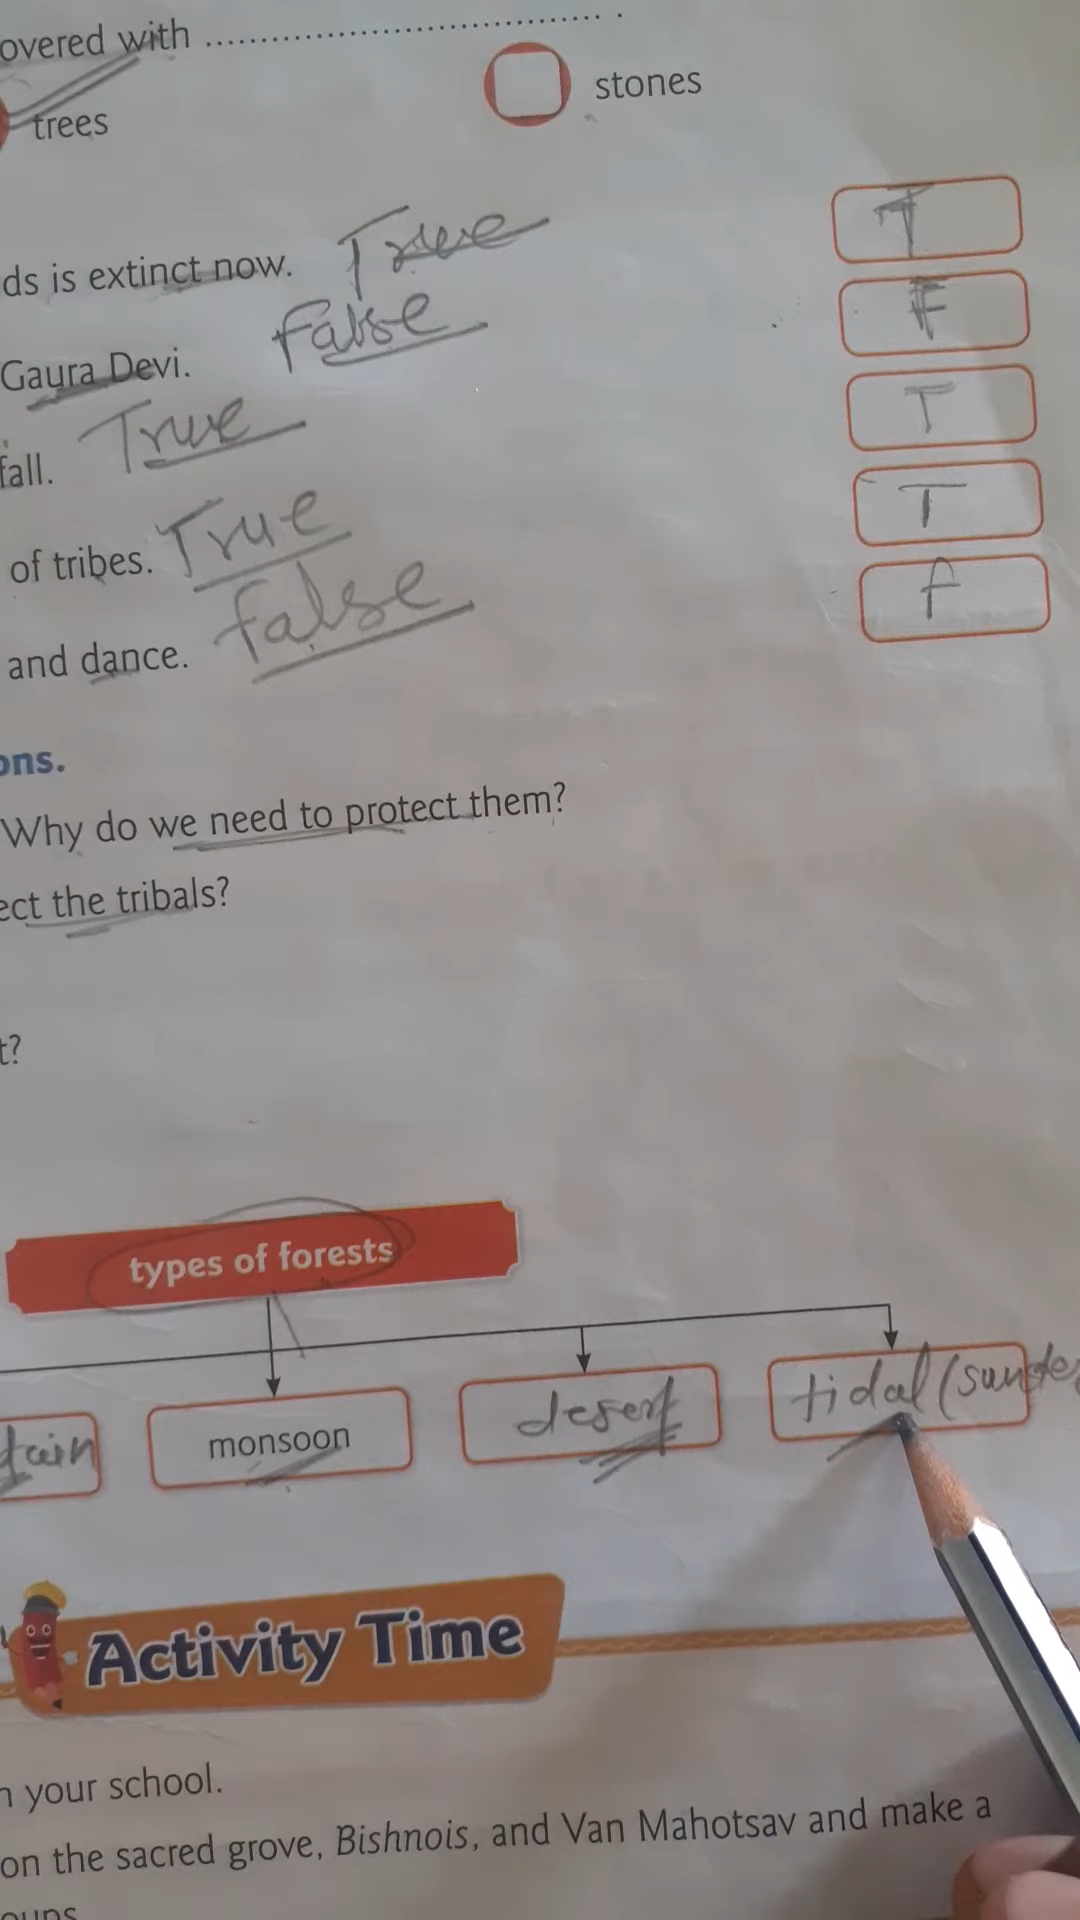 overed with .................................................. .
trees
stones
ds is extinct now. True T
Gaura Devi. False F
fall. True T
of tribes. True T
and dance. false f
ons.
Why do we need to protect them?
ect the tribals?
t?
types of forests
tain monsoon desert tidal (sunde
Activity Time
n your school.
on the sacred grove, Bishnois, and Van Mahotsav and make a
oups